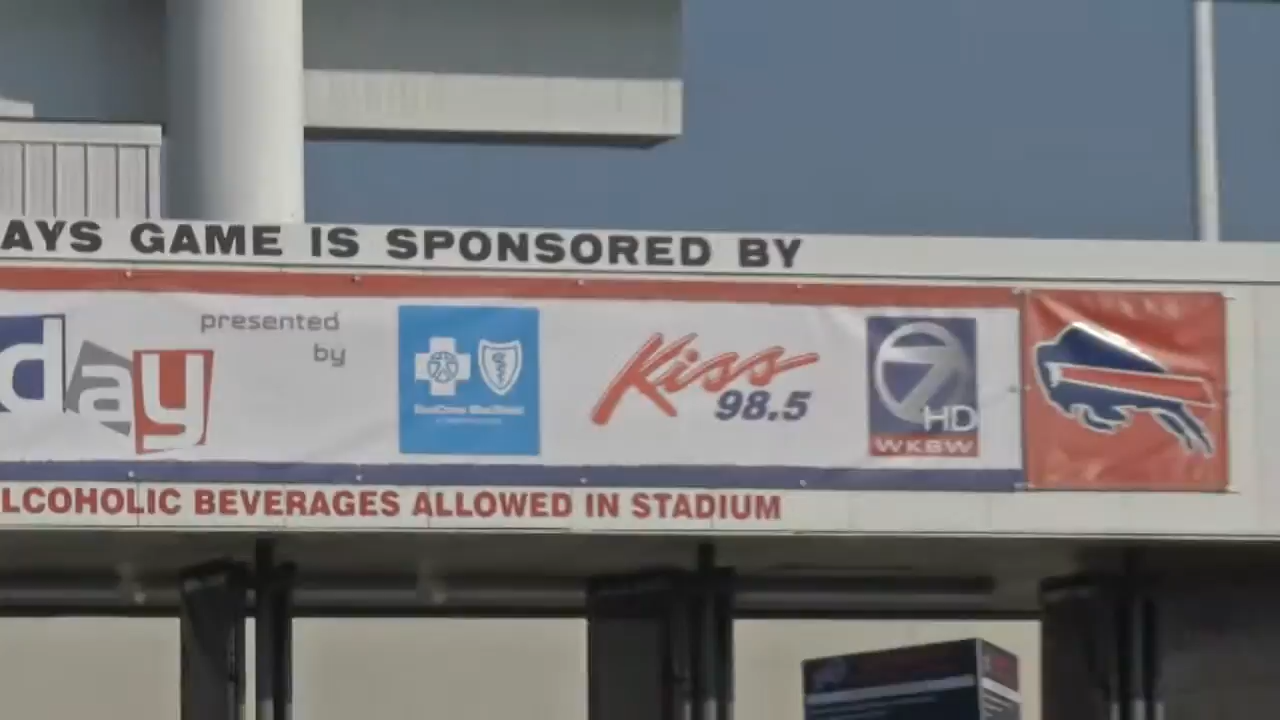 AYS GAME IS SPONSORED BY
day
presented
by
Kiss
98.5
7
HD
WKBW
LCOHOLIC BEVERAGES ALLOWED IN STADIUM